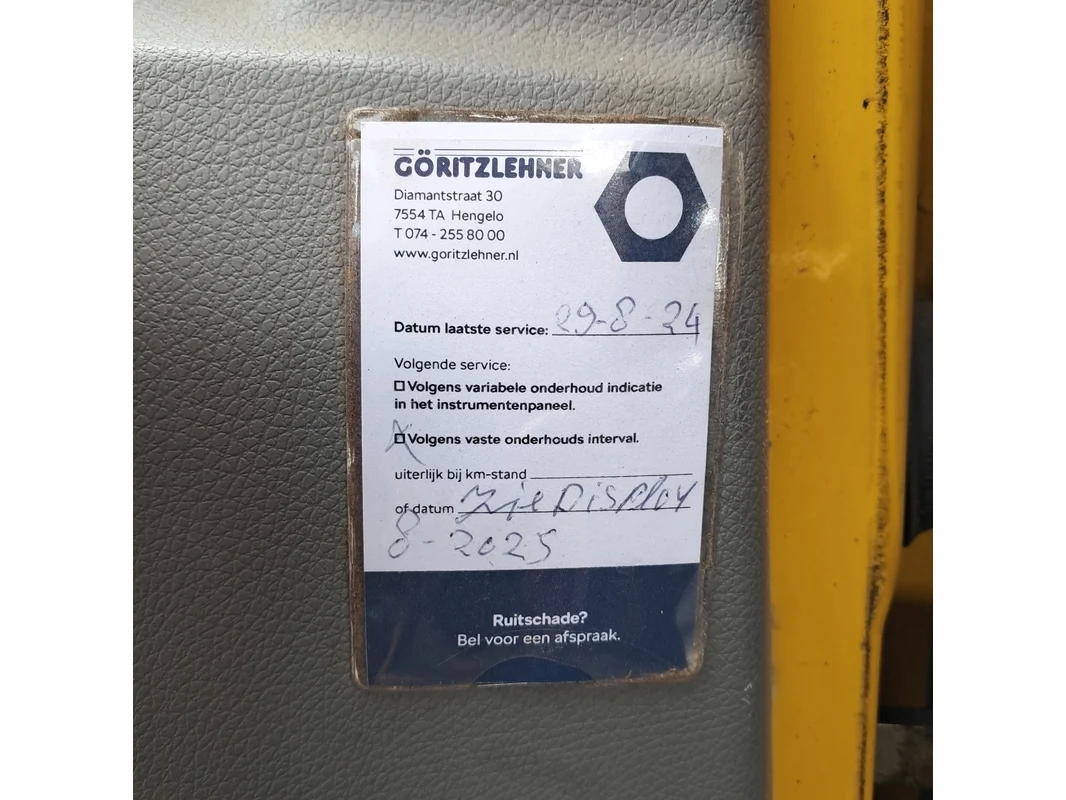 GÖRITZLEHNER
Diamantstraat 30
7554 TA Hengelo
T 074 - 255 80 00
www.goritzlehner.nl
Datum laatste service: 29-8-24
Volgende service:
☐ Volgens variabele onderhoud indicatie
in het instrumentenpaneel.
☒ Volgens vaste onderhouds interval.
uiterlijk bij km-stand
of datum Zie Display
8-2025
Ruitschade?
Bel voor een afspraak.